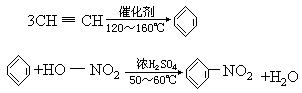 3CH ≡ CH 催化剂 120～160℃
+HO — NO₂ 浓H₂SO₄ 50～60℃ —NO₂ +H₂O